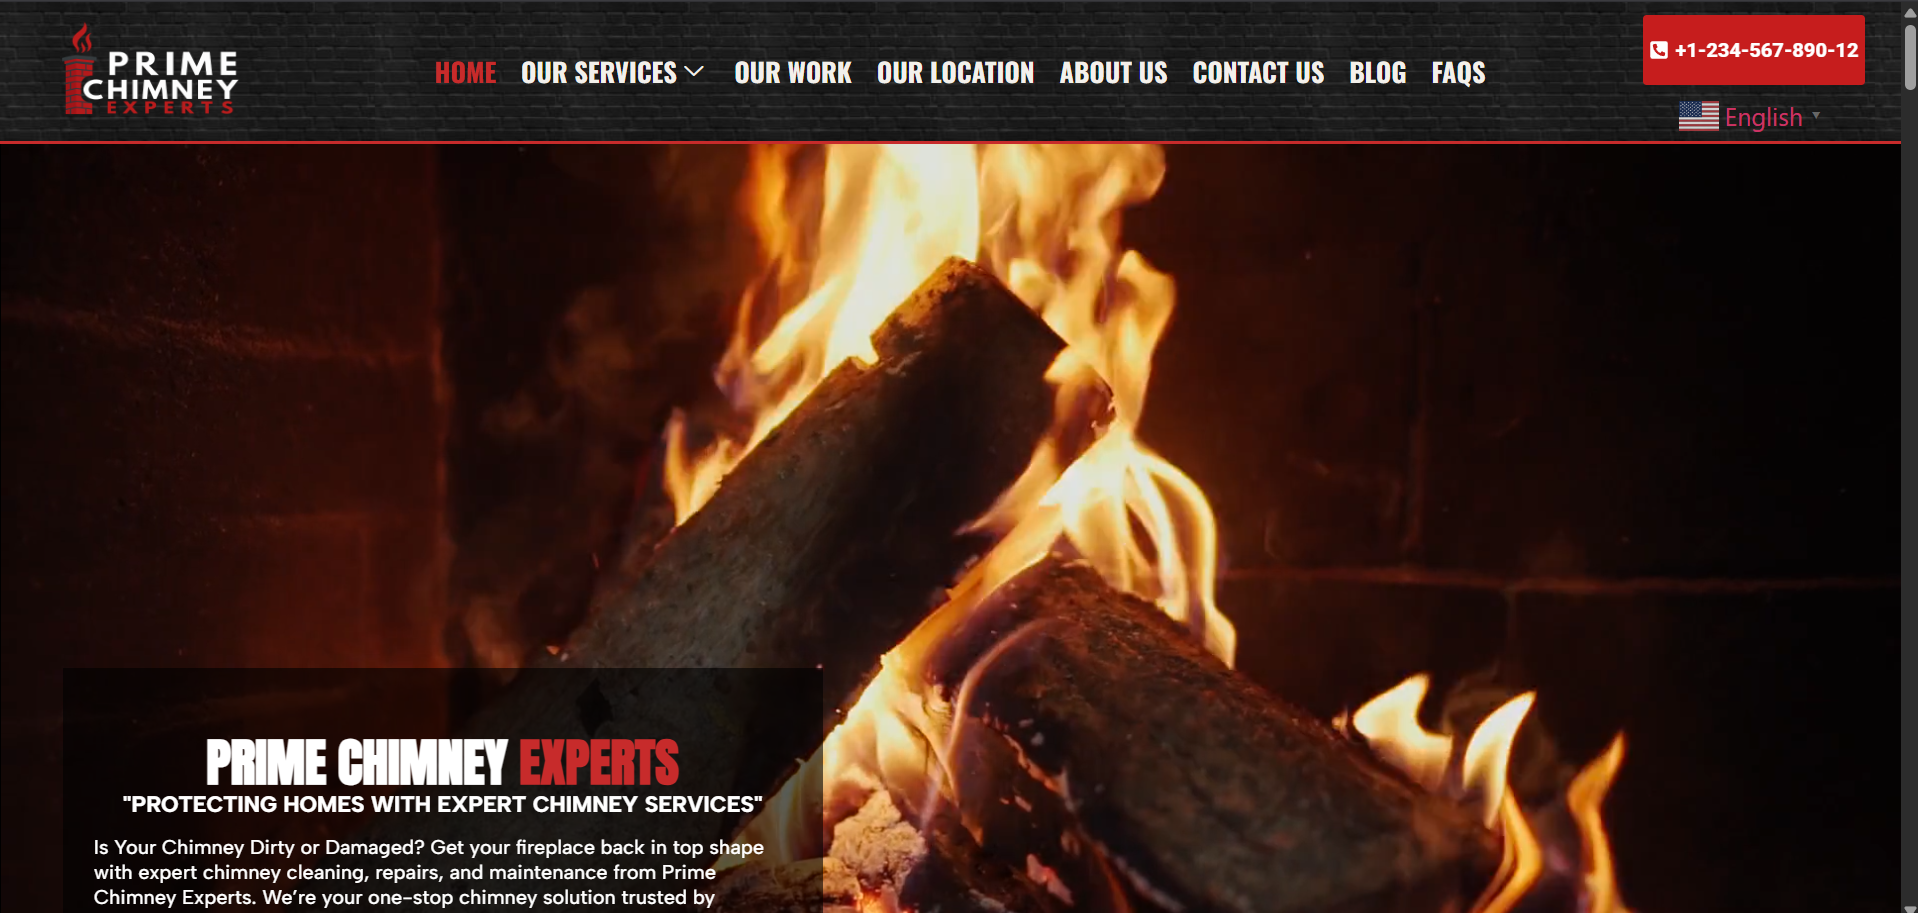 PRIME
CHIMNEY
EXPERTS
HOME OUR SERVICES OUR WORK OUR LOCATION ABOUT US CONTACT US BLOG FAQS
+1-234-567-890-12
English
PRIME CHIMNEY EXPERTS
"PROTECTING HOMES WITH EXPERT CHIMNEY SERVICES"
Is Your Chimney Dirty or Damaged? Get your fireplace back in top shape
with expert chimney cleaning, repairs, and maintenance from Prime
Chimney Experts. We’re your one-stop chimney solution trusted by